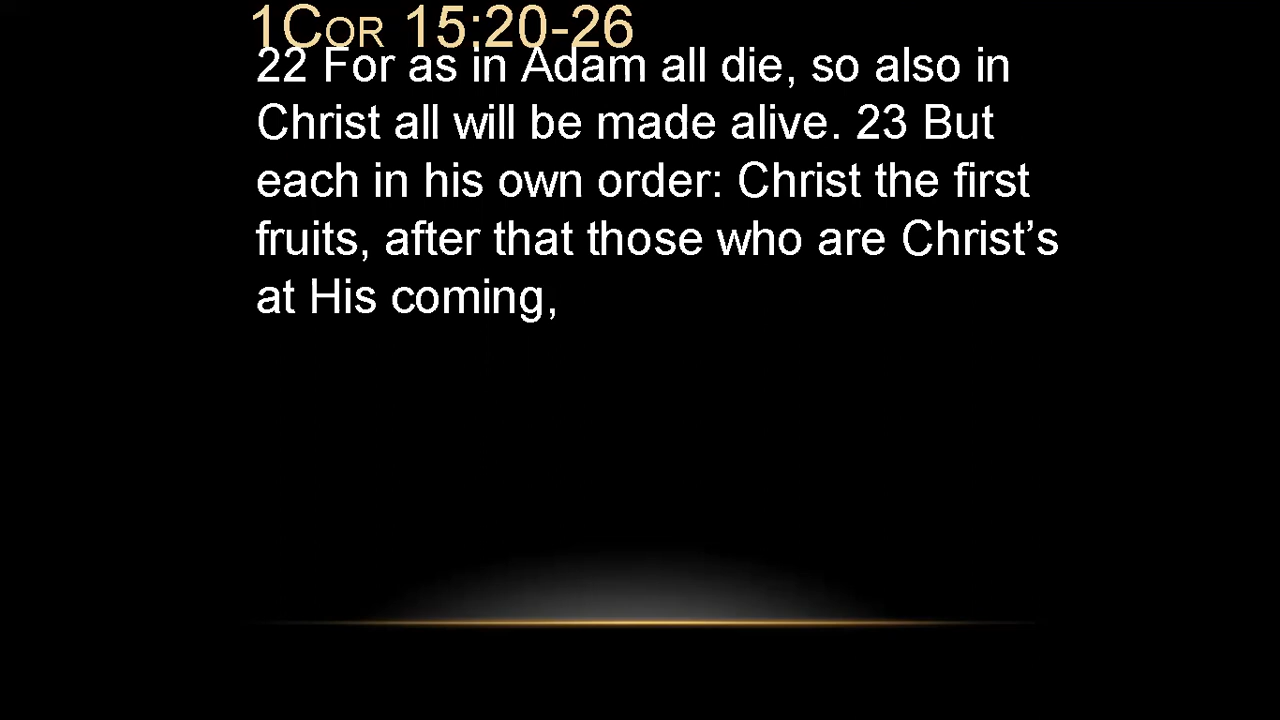 1Cor 15:20-26
22 For as in Adam all die, so also in
Christ all will be made alive. 23 But
each in his own order: Christ the first
fruits, after that those who are Christ’s
at His coming,